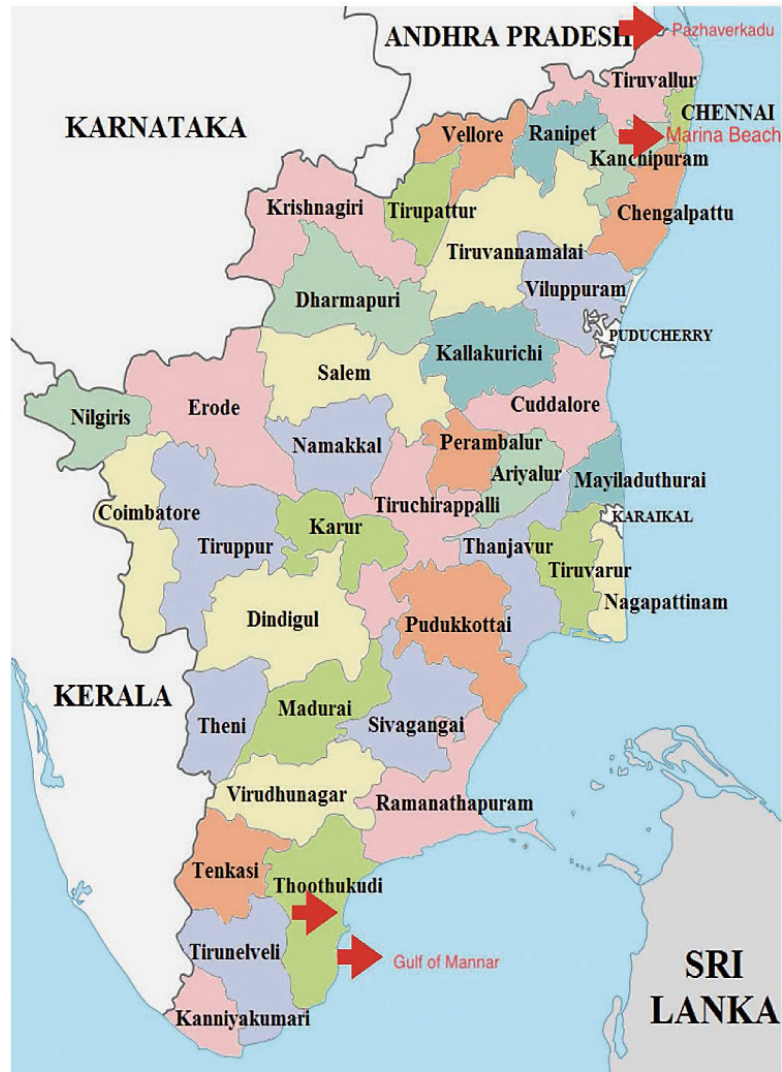 ANDHRA PRADESH
Pazhaverkadu
Tiruvallur
KARNATAKA
CHENNAI
Vellore
Ranipet
Marina Beach
Kanchipuram
Krishnagiri
Tirupattur
Chengalpattu
Tiruvannamalai
Viluppuram
Dharmapuri
PUDUCHERRY
Kallakurichi
Salem
Erode
Cuddalore
Nilgiris
Namakkal
Perambalur
Ariyalur
Mayiladuthurai
Tiruchirappalli
Coimbatore
Karur
KARAIKAL
Tiruppur
Thanjavur
Tiruvarur
Nagapattinam
Dindigul
Pudukkottai
KERALA
Madurai
Theni
Sivagangai
Virudhunagar
Ramanathapuram
Tenkasi
Thoothukudi
Tirunelveli
Gulf of Mannar
SRI
LANKA
Kanniyakumari